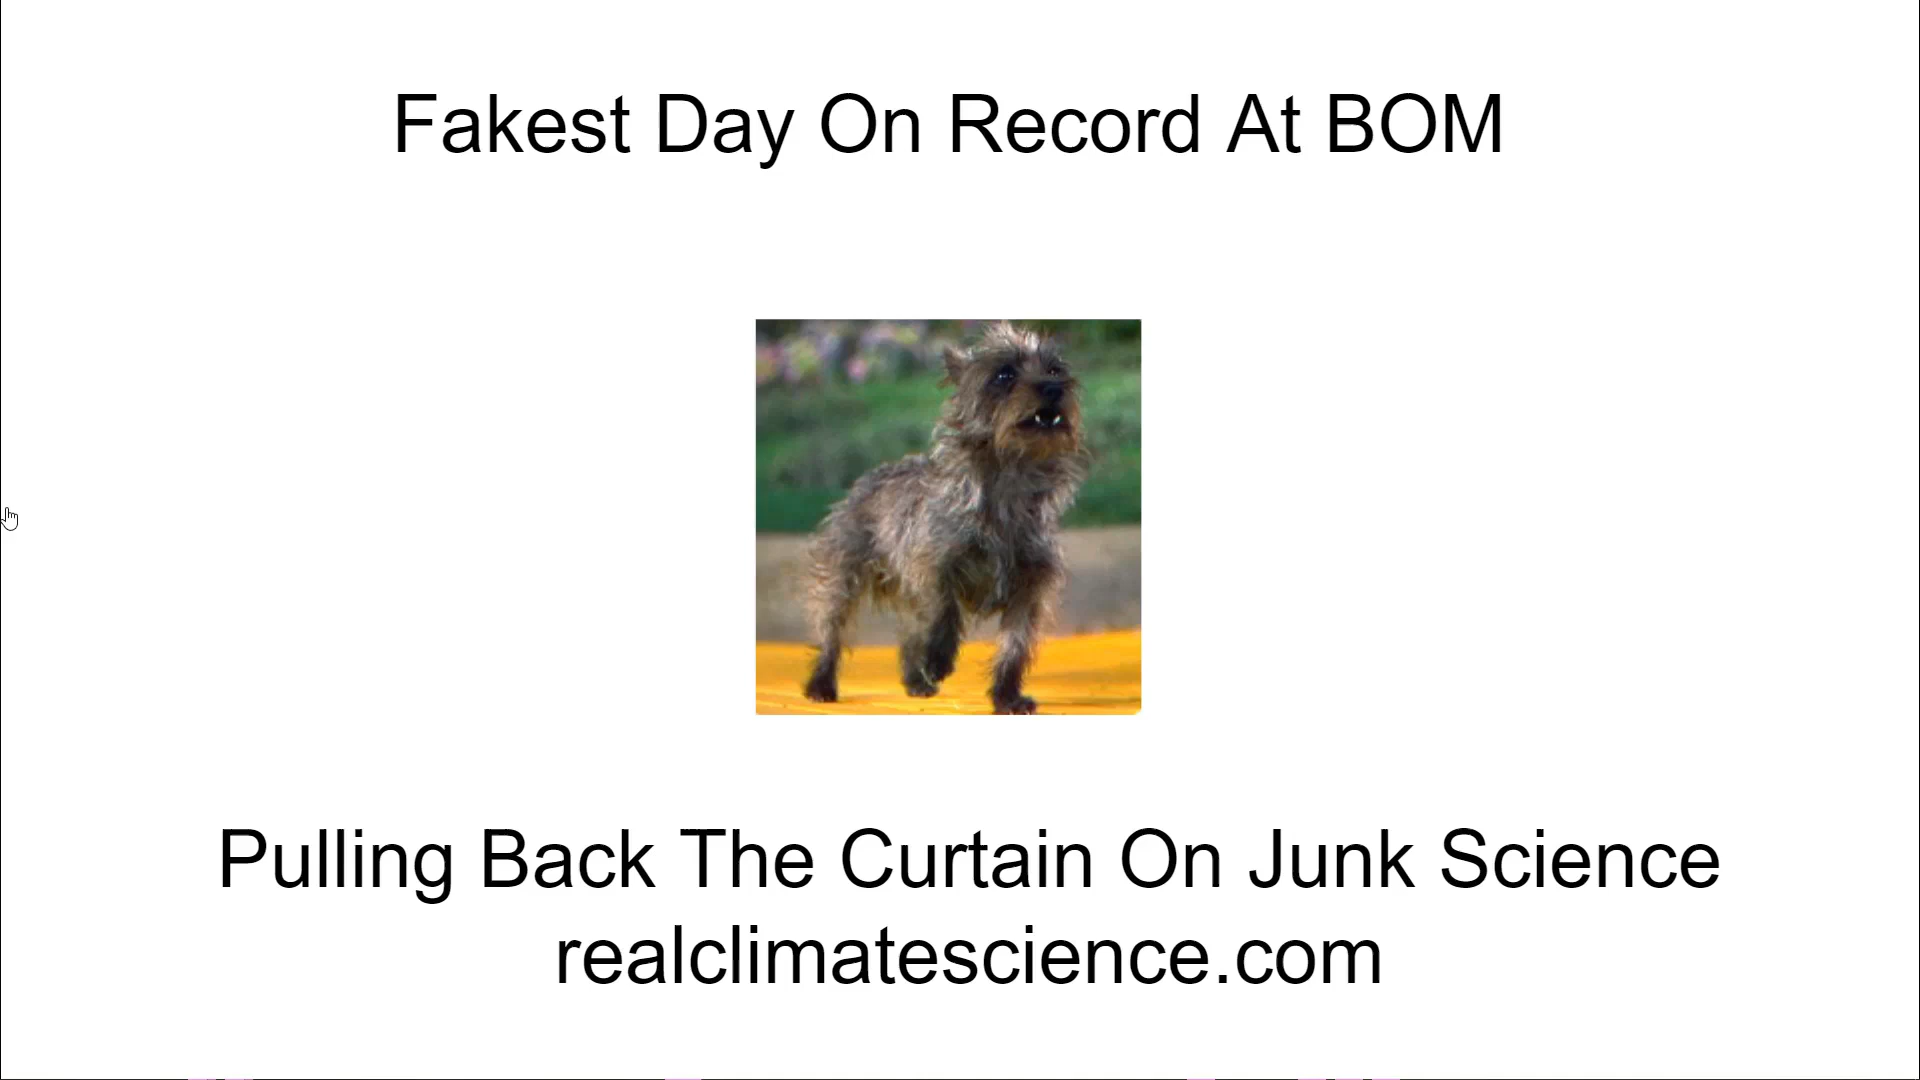 Fakest Day On Record At BOM
Pulling Back The Curtain On Junk Science
realclimatescience.com